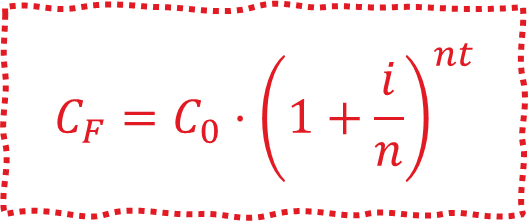 C_F = C_0 · (1 + i/n)^{nt}